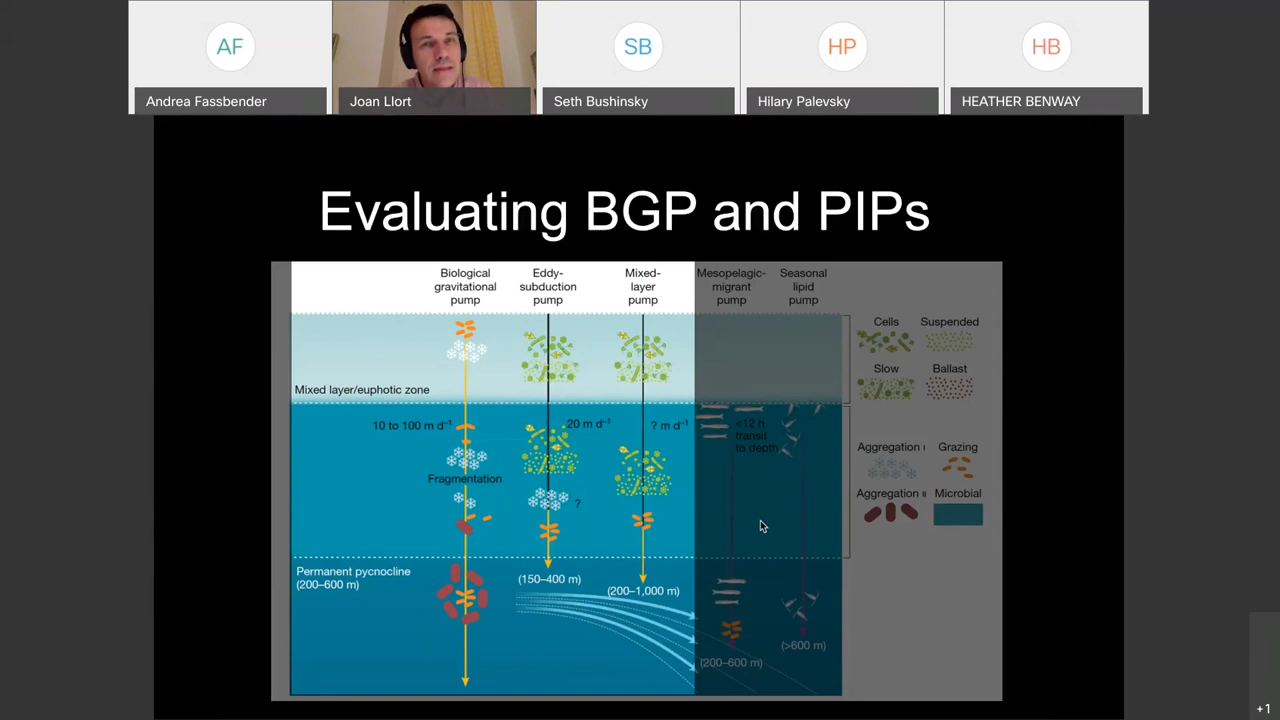 AF
SB
HP
HB
Andrea Fassbender
Joan Llort
Seth Bushinsky
Hilary Palevsky
HEATHER BENWAY
Evaluating BGP and PIPs
Biological
gravitational
pump
Eddy-
subduction
pump
Mixed-
layer
pump
Mesopelagic-
migrant
pump
Seasonal
lipid
pump
Cells
Suspended
Slow
Ballast
Mixed layer/euphotic zone
10 to 100 m d⁻¹
20 m d⁻¹
? m d⁻¹
<12 h
transit
to depth
Aggregation I
Grazing
Fragmentation
Aggregation II
Microbial
?
Permanent pycnocline
(200–600 m)
(150–400 m)
(200–1,000 m)
(>600 m)
(200–600 m)
+1